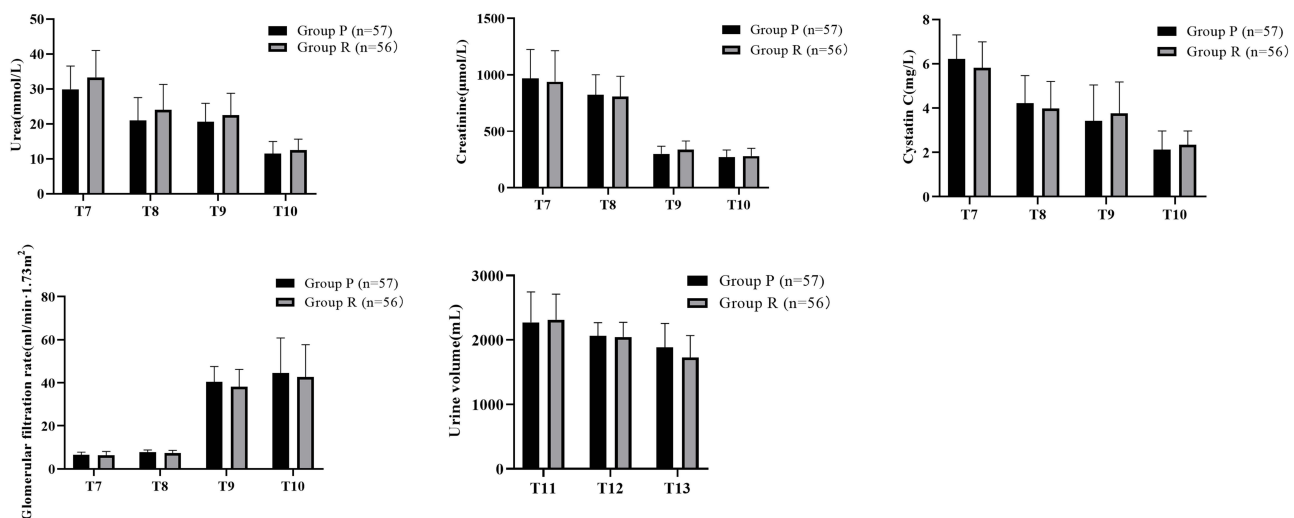 Urea(mmol/L)
50
40
30
20
10
0
T7 T8 T9 T10
Group P (n=57)
Group R (n=56）
Creatinine(μmol/L)
1500
1000
500
0
T7 T8 T9 T10
Group P (n=57)
Group R (n=56）
Cystatin C(mg/L)
8
6
4
2
0
T7 T8 T9 T10
Group P (n=57)
Group R (n=56）
Glomerular filtration rate(ml/min·1.73m²)
80
60
40
20
0
T7 T8 T9 T10
Group P (n=57)
Group R (n=56）
Urine volume(mL)
3000
2000
1000
0
T11 T12 T13
Group P (n=57)
Group R (n=56）